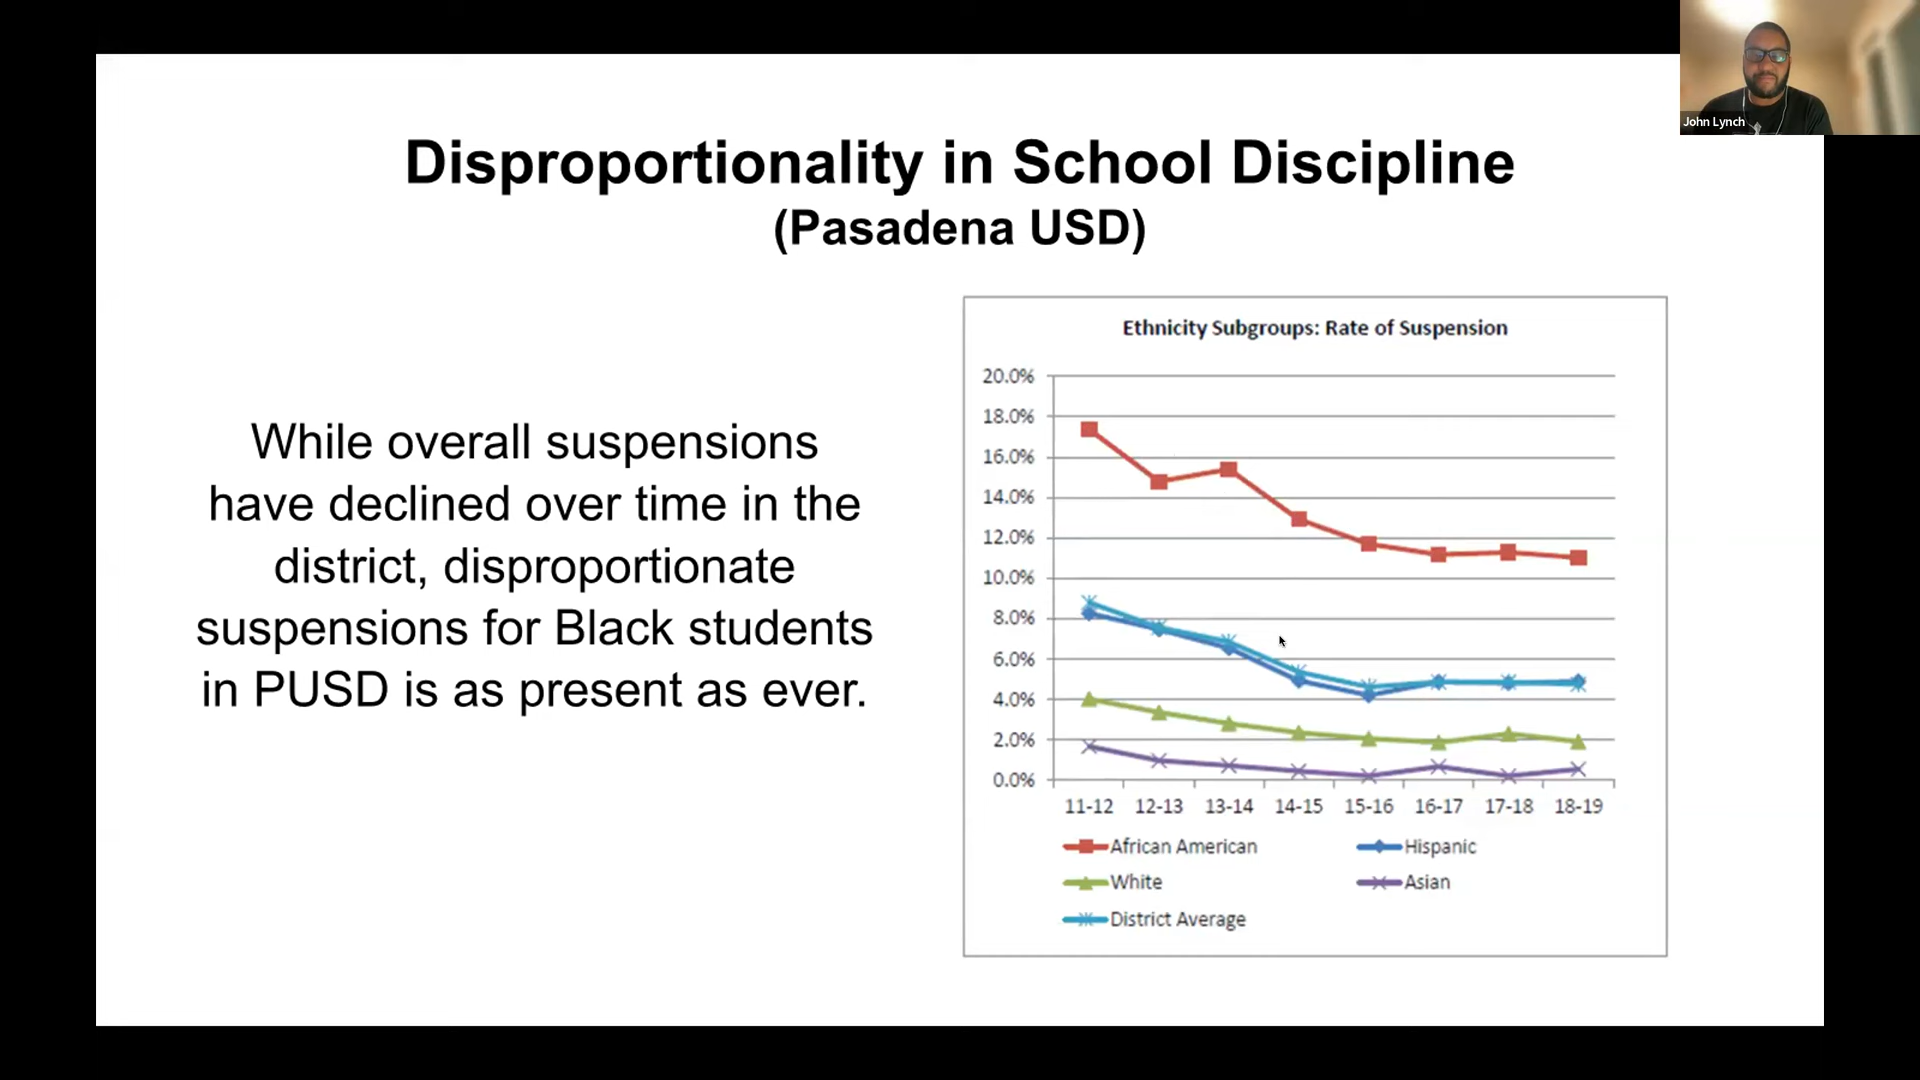 John Lynch
Disproportionality in School Discipline
(Pasadena USD)
While overall suspensions
have declined over time in the
district, disproportionate
suspensions for Black students
in PUSD is as present as ever.
Ethnicity Subgroups: Rate of Suspension
20.0%
18.0%
16.0%
14.0%
12.0%
10.0%
8.0%
6.0%
4.0%
2.0%
0.0%
11-12 12-13 13-14 14-15 15-16 16-17 17-18 18-19
African American Hispanic
White Asian
District Average